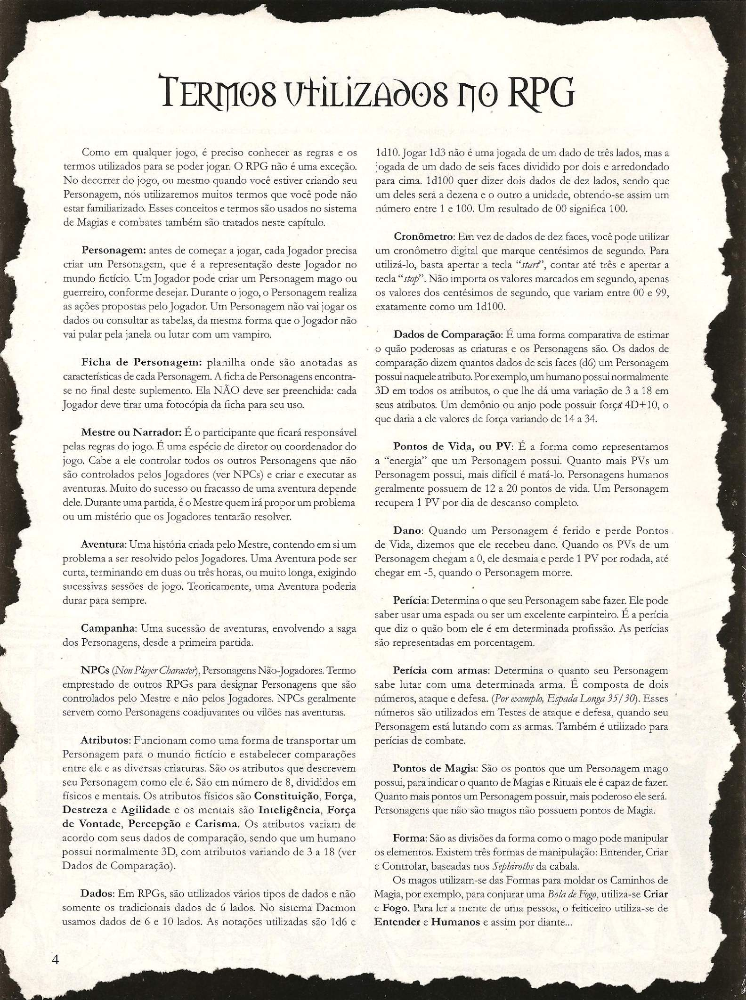 Termos utilizados no RPG
Como em qualquer jogo, é preciso conhecer as regras e os
termos utilizados para se poder jogar. O RPG não é uma exceção.
No decorrer do jogo, ou mesmo quando você estiver criando seu
Personagem, nós utilizaremos muitos termos que você pode não
estar familiarizado. Esses conceitos e termos são usados no sistema
de Magias e combates também são tratados neste capítulo.
Personagem: antes de começar a jogar, cada Jogador precisa
criar um Personagem, que é a representação deste Jogador no
mundo fictício. Um Jogador pode criar um Personagem mago ou
guerreiro, conforme desejar. Durante o jogo, o Personagem realiza
as ações propostas pelo Jogador. Um Personagem não vai jogar os
dados ou consultar as tabelas, da mesma forma que o Jogador não
vai pular pela janela ou lutar com um vampiro.
Ficha de Personagem: planilha onde são anotadas as
características de cada Personagem. A ficha de Personagens encontra-
se no final deste suplemento. Ela NÃO deve ser preenchida: cada
Jogador deve tirar uma fotocópia da ficha para seu uso.
Mestre ou Narrador: É o participante que ficará responsável
pelas regras do jogo. É uma espécie de diretor ou coordenador do
jogo. Cabe a ele controlar todos os outros Personagens que não
são controlados pelos Jogadores (ver NPCs) e criar e executar as
aventuras. Muito do sucesso ou fracasso de uma aventura depende
dele. Durante uma partida, é o Mestre quem irá propor um problema
ou um mistério que os Jogadores tentarão resolver.
Aventura: Uma história criada pelo Mestre, contendo em si um
problema a ser resolvido pelos Jogadores. Uma Aventura pode ser
curta, terminando em duas ou três horas, ou muito longa, exigindo
sucessivas sessões de jogo. Teoricamente, uma Aventura poderia
durar para sempre.
Campanha: Uma sucessão de aventuras, envolvendo a saga
dos Personagens, desde a primeira partida.
NPCs (Non Player Character), Personagens Não-Jogadores. Termo
emprestado de outros RPGs para designar Personagens que são
controlados pelo Mestre e não pelos Jogadores. NPCs geralmente
servem como Personagens coadjuvantes ou vilões nas aventuras.
Atributos: Funcionam como uma forma de transportar um
Personagem para o mundo fictício e estabelecer comparações
entre ele e as diversas criaturas. São os atributos que descrevem
seu Personagem como ele é. São em número de 8, divididos em
físicos e mentais. Os atributos físicos são Constituição, Força,
Destreza e Agilidade e os mentais são Inteligência, Força
de Vontade, Percepção e Carisma. Os atributos variam de
acordo com seus dados de comparação, sendo que um humano
possui normalmente 3D, com atributos variando de 3 a 18 (ver
Dados de Comparação).
Dados: Em RPGs, são utilizados vários tipos de dados e não
somente os tradicionais dados de 6 lados. No sistema Daemon
usamos dados de 6 e 10 lados. As notações utilizadas são 1d6 e
1d10. Jogar 1d3 não é uma jogada de um dado de três lados, mas a
jogada de um dado de seis faces dividido por dois e arredondado
para cima. 1d100 quer dizer dois dados de dez lados, sendo que
um deles será a dezena e o outro a unidade, obtendo-se assim um
número entre 1 e 100. Um resultado de 00 significa 100.
Cronômetro: Em vez de dados de dez faces, você pode utilizar
um cronômetro digital que marque centésimos de segundo. Para
utilizá-lo, basta apertar a tecla “start”, contar até três e apertar a
tecla “stop”. Não importa os valores marcados em segundo, apenas
os valores dos centésimos de segundo, que variam entre 00 e 99,
exatamente como um 1d100.
Dados de Comparação: É uma forma comparativa de estimar
o quão poderosas as criaturas e os Personagens são. Os dados de
comparação dizem quantos dados de seis faces (d6) um Personagem
possui naquele atributo. Por exemplo, um humano possui normalmente
3D em todos os atributos, o que lhe dá uma variação de 3 a 18 em
seus atributos. Um demônio ou anjo pode possuir força 4D+10, o
que daria a ele valores de força variando de 14 a 34.
Pontos de Vida, ou PV: É a forma como representamos
a “energia” que um Personagem possui. Quanto mais PVs um
Personagem possui, mais difícil é matá-lo. Personagens humanos
geralmente possuem de 12 a 20 pontos de vida. Um Personagem
recupera 1 PV por dia de descanso completo.
Dano: Quando um Personagem é ferido e perde Pontos
de Vida, dizemos que ele recebeu dano. Quando os PVs de um
Personagem chegam a 0, ele desmaia e perde 1 PV por rodada, até
chegar em -5, quando o Personagem morre.
Perícia: Determina o que seu Personagem sabe fazer. Ele pode
saber usar uma espada ou ser um excelente carpinteiro. É a perícia
que diz o quão bom ele é em determinada profissão. As perícias
são representadas em porcentagem.
Perícia com armas: Determina o quanto seu Personagem
sabe lutar com uma determinada arma. É composta de dois
números, ataque e defesa. (Por exemplo, Espada Longa 35/30). Esses
números são utilizados em Testes de ataque e defesa, quando seu
Personagem está lutando com as armas. Também é utilizado para
perícias de combate.
Pontos de Magia: São os pontos que um Personagem mago
possui, para indicar o quanto de Magias e Rituais ele é capaz de fazer.
Quanto mais pontos um Personagem possuir, mais poderoso ele será.
Personagens que não são magos não possuem pontos de Magia.
Forma: São as divisões da forma como o mago pode manipular
os elementos. Existem três formas de manipulação: Entender, Criar
e Controlar, baseadas nos Sephiroths da cabala.
Os magos utilizam-se das Formas para moldar os Caminhos de
Magia, por exemplo, para conjurar uma Bola de Fogo, utiliza-se Criar
e Fogo. Para ler a mente de uma pessoa, o feiticeiro utiliza-se de
Entender e Humanos e assim por diante...
4